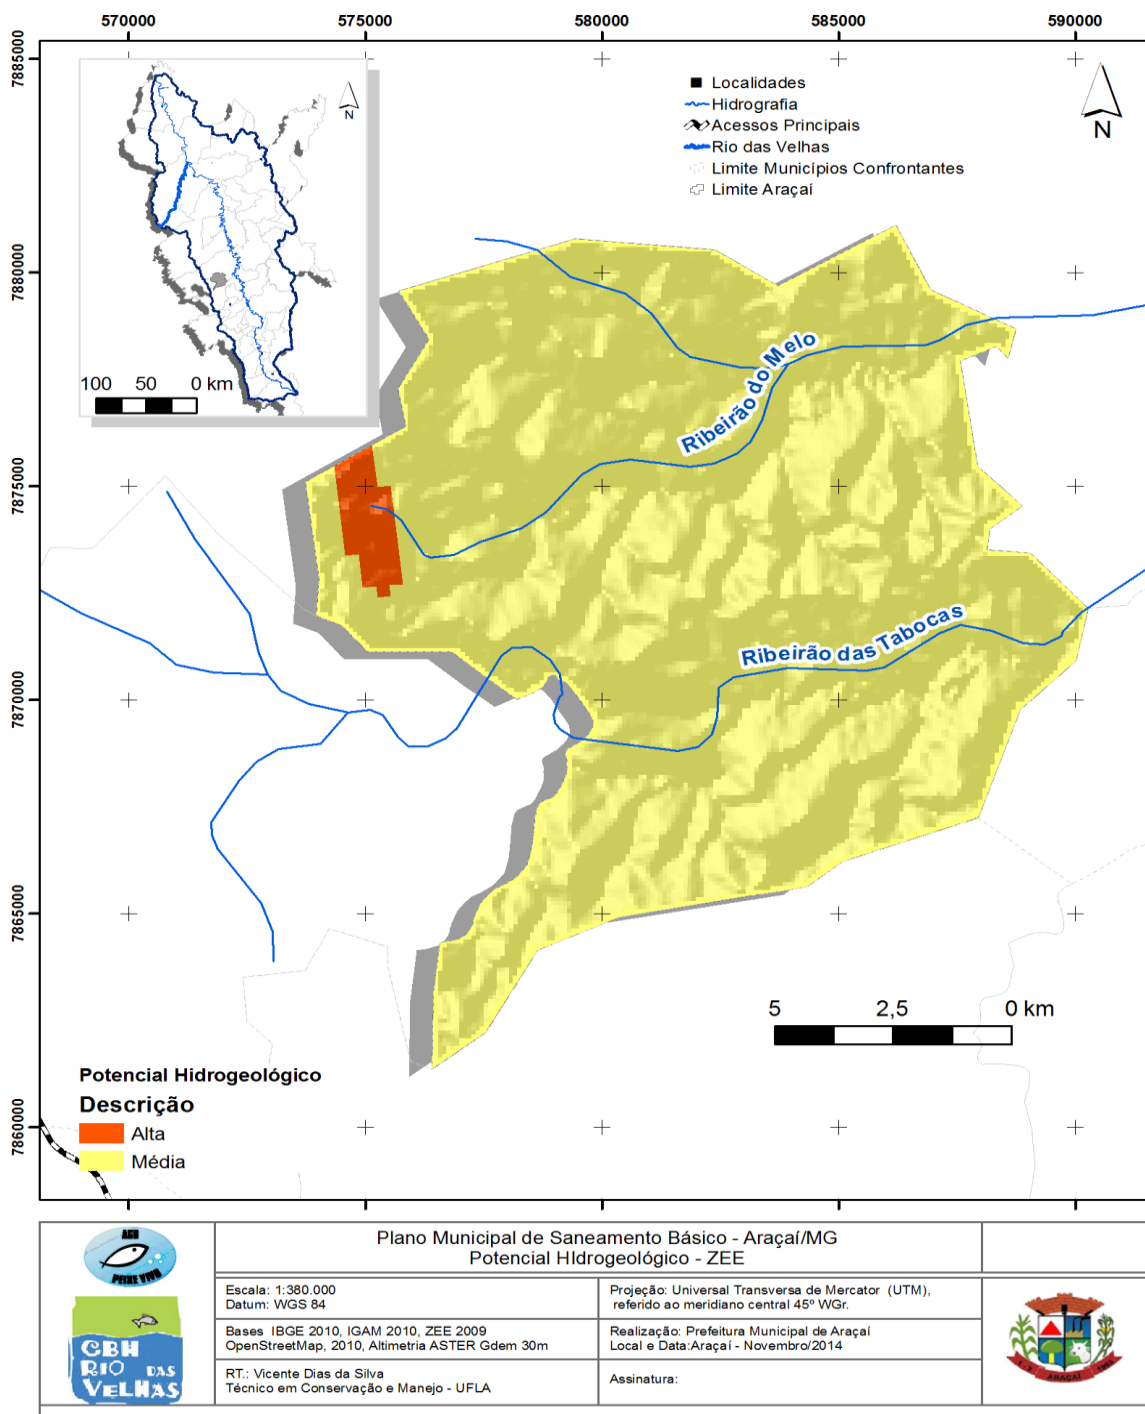 570000
575000
580000
585000
590000
7885000
7880000
7875000
7870000
7865000
7860000
N
100 50 0 km
Localidades
Hidrografia
Acessos Principais
Rio das Velhas
Limite Municípios Confrontantes
Limite Araçaí
N
Ribeirão do Melo
Ribeirão das Tabocas
5 2,5 0 km
Potencial Hidrogeológico
Descrição
Alta
Média
AGB
PEIXE VIVO
CBH
RIO DAS
VELHAS
Plano Municipal de Saneamento Básico - Araçaí/MG
Potencial HIdrogeológico - ZEE
Escala: 1:380.000
Datum: WGS 84
Projeção: Universal Transversa de Mercator (UTM),
referido ao meridiano central 45º WGr.
Bases IBGE 2010, IGAM 2010, ZEE 2009
OpenStreetMap, 2010, Altimetria ASTER Gdem 30m
Realização: Prefeitura Municipal de Araçaí
Local e Data:Araçaí - Novembro/2014
RT.: Vicente Dias da Silva
Técnico em Conservação e Manejo - UFLA
Assinatura:
ARAÇAÍ